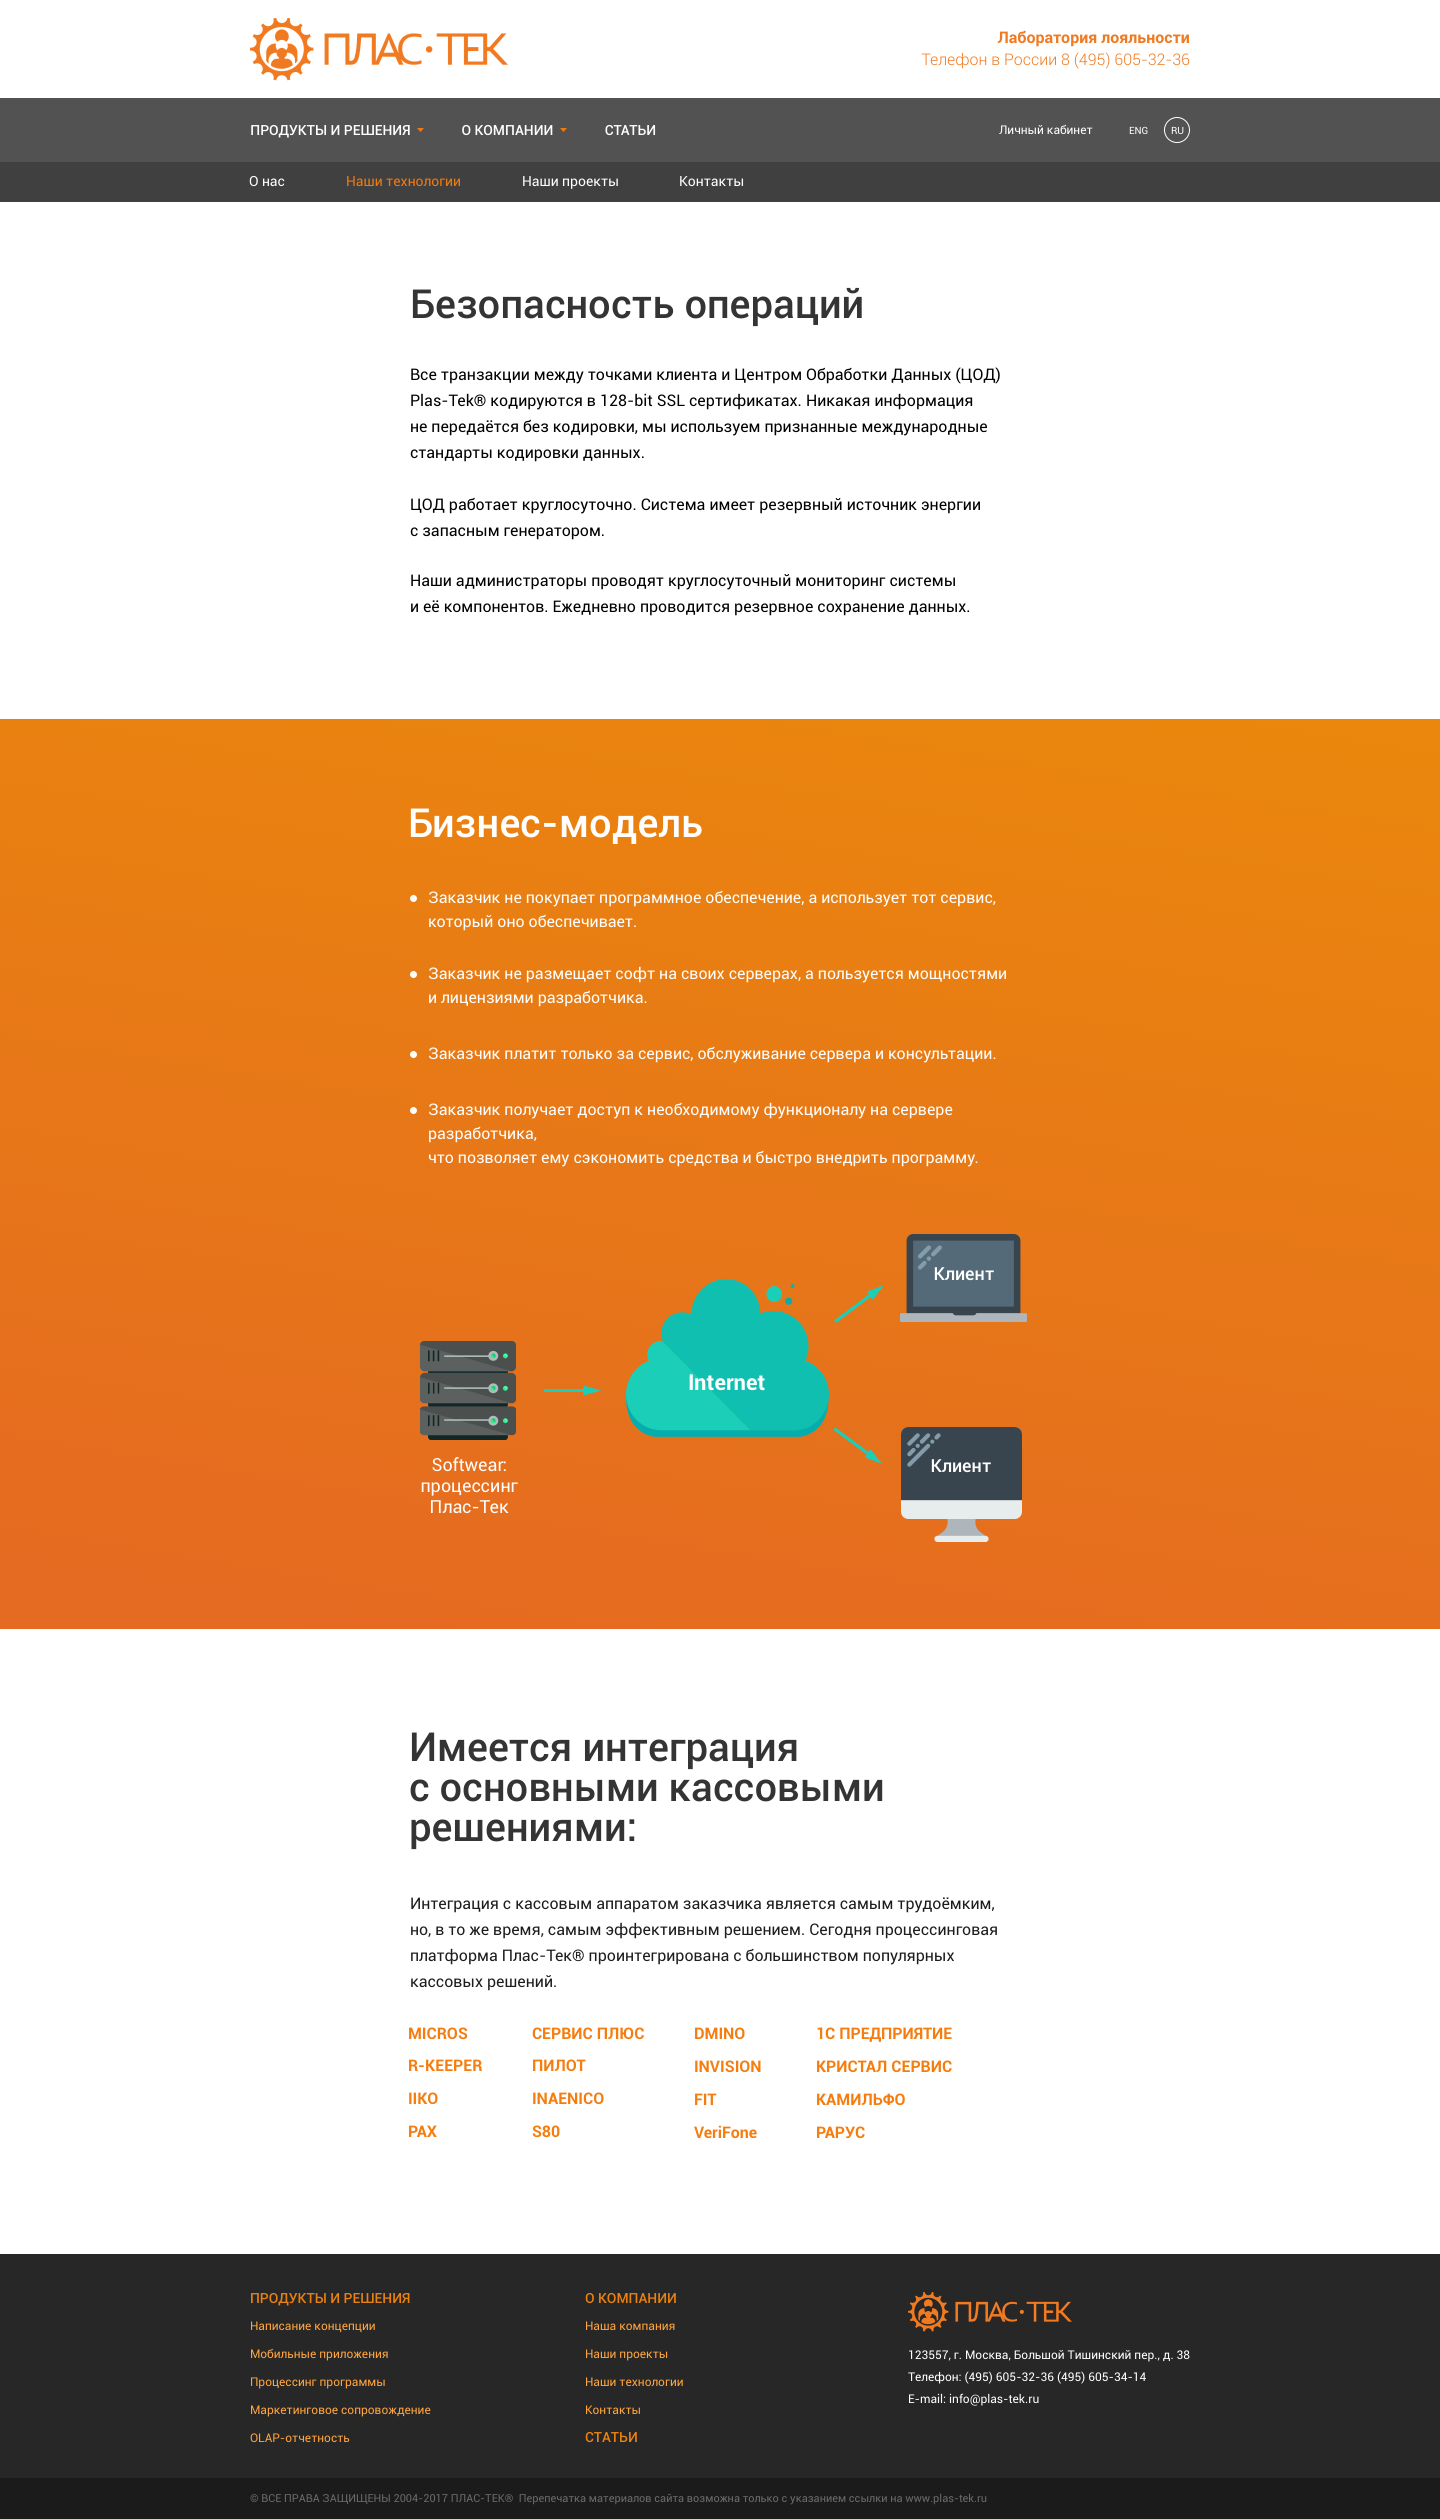 ПЛАС·ТЕК
Лаборатория лояльности
Телефон в России 8 (495) 605-32-36
ПРОДУКТЫ И РЕШЕНИЯ
О КОМПАНИИ
СТАТЬИ
Личный кабинет
ENG
RU
О нас
Наши технологии
Наши проекты
Контакты
Безопасность операций
Все транзакции между точками клиента и Центром Обработки Данных (ЦОД)
Plas-Tek® кодируются в 128-bit SSL сертификатах. Никакая информация
не передаётся без кодировки, мы используем признанные международные
стандарты кодировки данных.
ЦОД работает круглосуточно. Система имеет резервный источник энергии
с запасным генератором.
Наши администраторы проводят круглосуточный мониторинг системы
и её компонентов. Ежедневно проводится резервное сохранение данных.
Бизнес-модель
Заказчик не покупает программное обеспечение, а использует тот сервис,
который оно обеспечивает.
Заказчик не размещает софт на своих серверах, а пользуется мощностями
и лицензиями разработчика.
Заказчик платит только за сервис, обслуживание сервера и консультации.
Заказчик получает доступ к необходимому функционалу на сервере
разработчика,
что позволяет ему сэкономить средства и быстро внедрить программу.
Клиент
Internet
Клиент
Softwear:
процессинг
Плас-Тек
Имеется интеграция
с основными кассовыми
решениями:
Интеграция с кассовым аппаратом заказчика является самым трудоёмким,
но, в то же время, самым эффективным решением. Сегодня процессинговая
платформа Плас-Тек® проинтегрирована с большинством популярных
кассовых решений.
MICROS
R-KEEPER
IIKO
PAX
СЕРВИС ПЛЮС
ПИЛОТ
INAENICO
S80
DMINO
INVISION
FIT
VeriFone
1С ПРЕДПРИЯТИЕ
КРИСТАЛ СЕРВИС
КАМИЛЬФО
РАРУС
ПРОДУКТЫ И РЕШЕНИЯ
Написание концепции
Мобильные приложения
Процессинг программы
Маркетинговое сопровождение
OLAP-отчетность
О КОМПАНИИ
Наша компания
Наши проекты
Наши технологии
Контакты
СТАТЬИ
ПЛАС·ТЕК
123557, г. Москва, Большой Тишинский пер., д. 38
Телефон: (495) 605-32-36 (495) 605-34-14
E-mail: info@plas-tek.ru
© ВСЕ ПРАВА ЗАЩИЩЕНЫ 2004-2017 ПЛАС-ТЕК® Перепечатка материалов сайта возможна только с указанием ссылки на www.plas-tek.ru